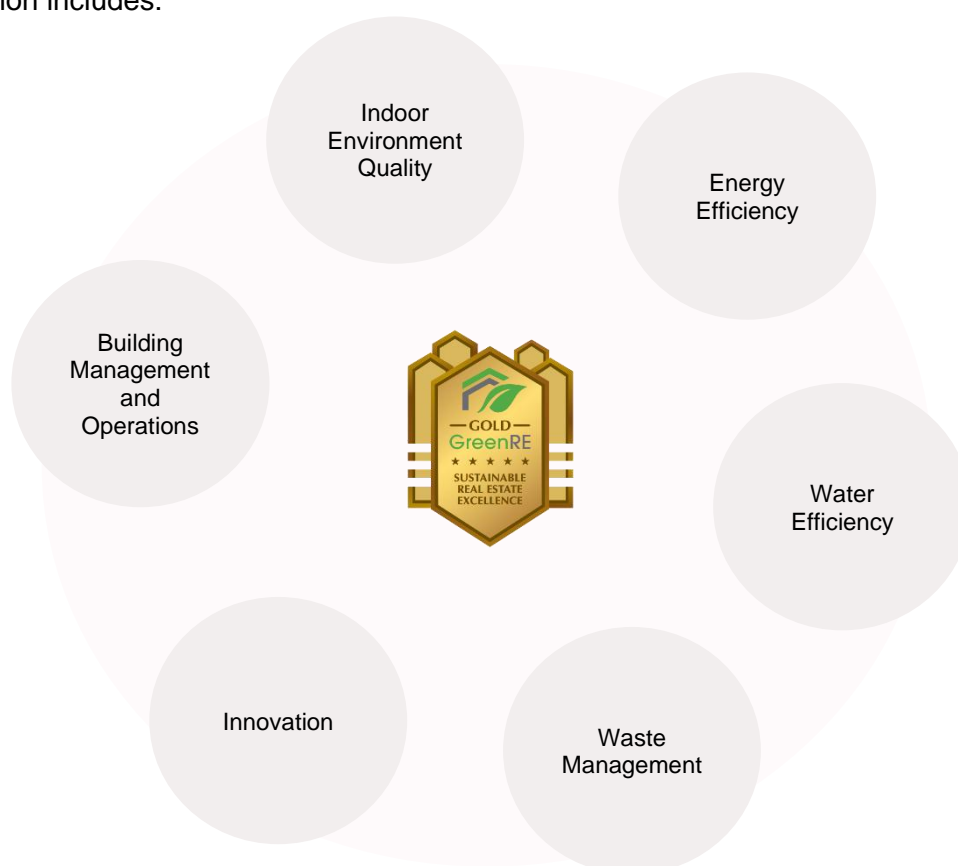 ion includes:
Indoor
Environment
Quality
Energy
Efficiency
Building
Management
and
Operations
GOLD
GreenRE
★ ★ ★ ★ ★
SUSTAINABLE
REAL ESTATE
EXCELLENCE
Water
Efficiency
Innovation
Waste
Management